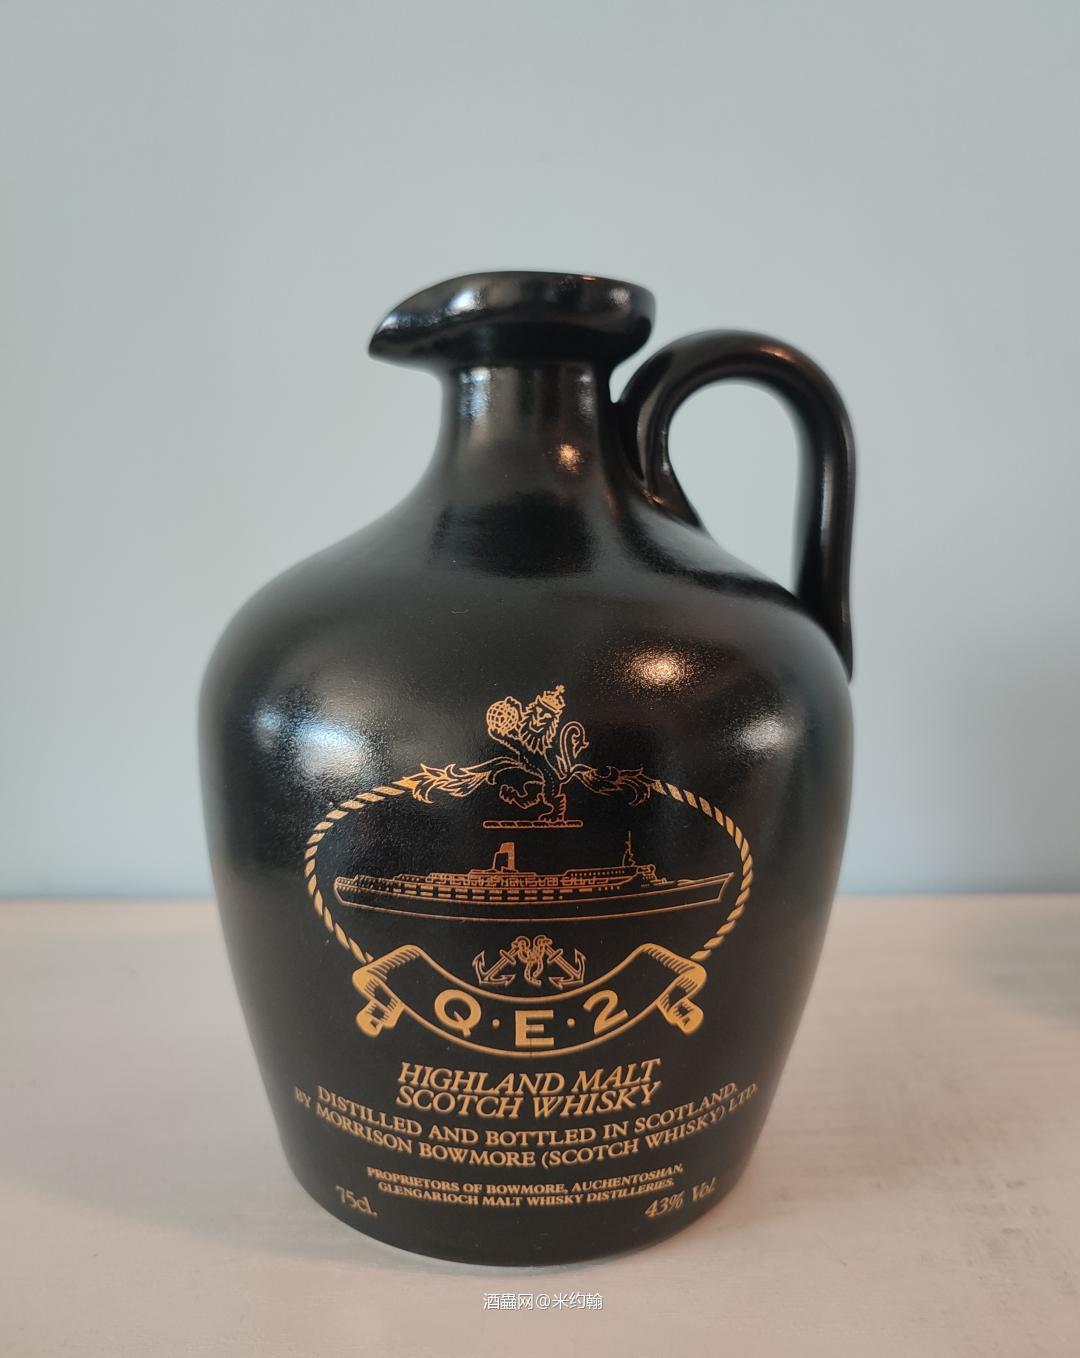 Q·E·2
HIGHLAND MALT
SCOTCH WHISKY
DISTILLED AND BOTTLED IN SCOTLAND.
BY MORRISON BOWMORE (SCOTCH WHISKY) LTD.
PROPRIETORS OF BOWMORE, AUCHENTOSHAN,
GLENGARIOCH MALT WHISKY DISTILLERIES.
75cl.
43% Vol.
酒蟲网@米约翰